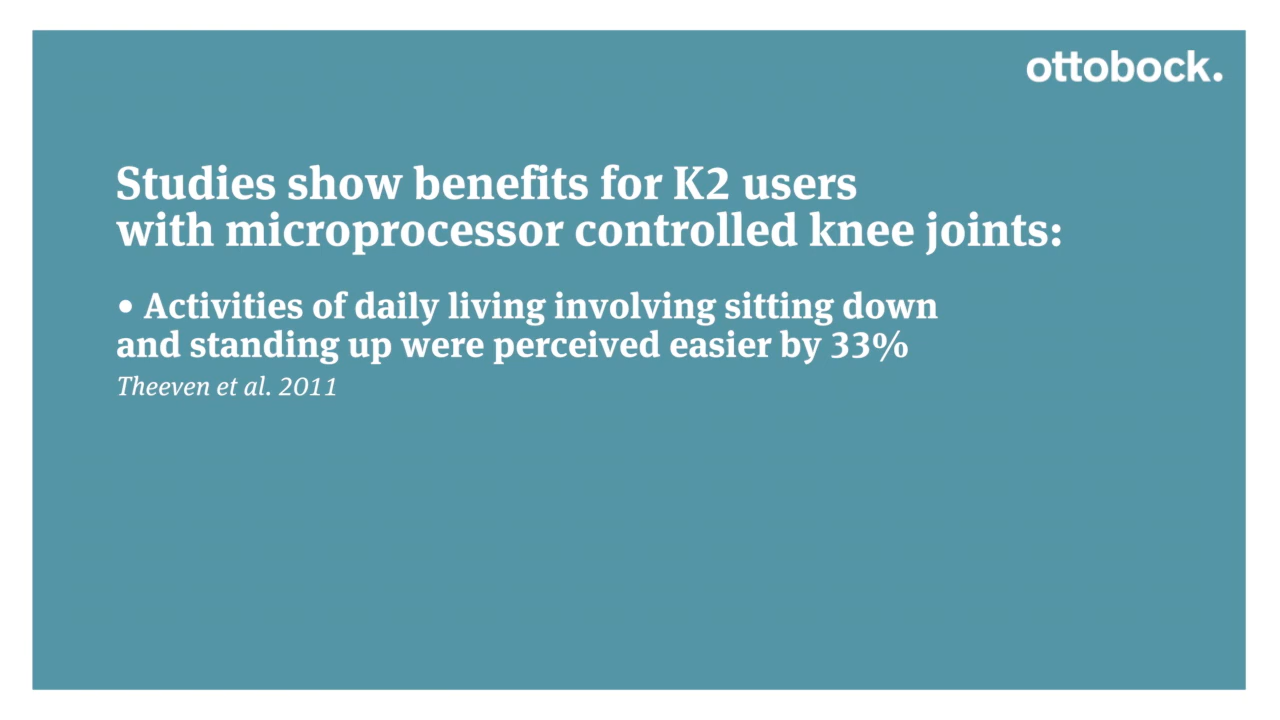 ottobock.
Studies show benefits for K2 users
with microprocessor controlled knee joints:
• Activities of daily living involving sitting down
and standing up were perceived easier by 33%
Theeven et al. 2011